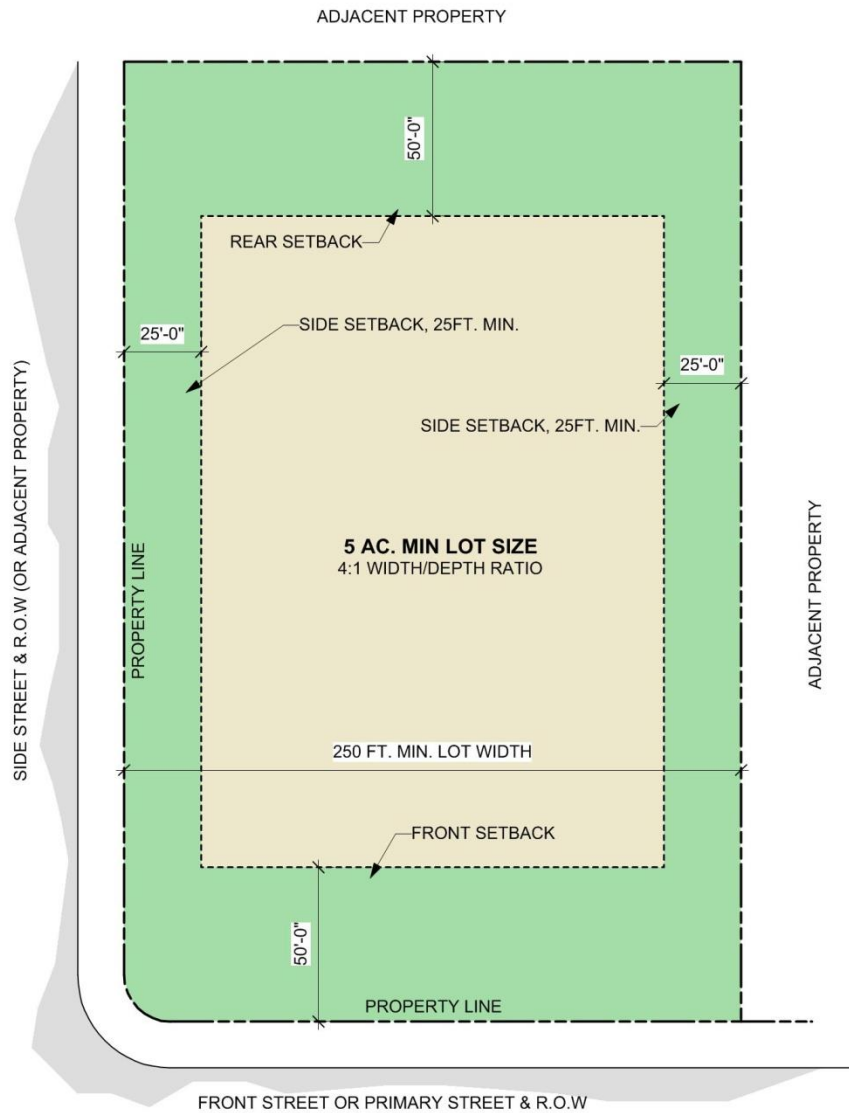 ADJACENT PROPERTY
50'-0"
REAR SETBACK
SIDE SETBACK, 25FT. MIN.
25'-0"
25'-0"
SIDE SETBACK, 25FT. MIN.
SIDE STREET & R.O.W (OR ADJACENT PROPERTY)
PROPERTY LINE
5 AC. MIN LOT SIZE
4:1 WIDTH/DEPTH RATIO
ADJACENT PROPERTY
250 FT. MIN. LOT WIDTH
FRONT SETBACK
50'-0"
PROPERTY LINE
FRONT STREET OR PRIMARY STREET & R.O.W